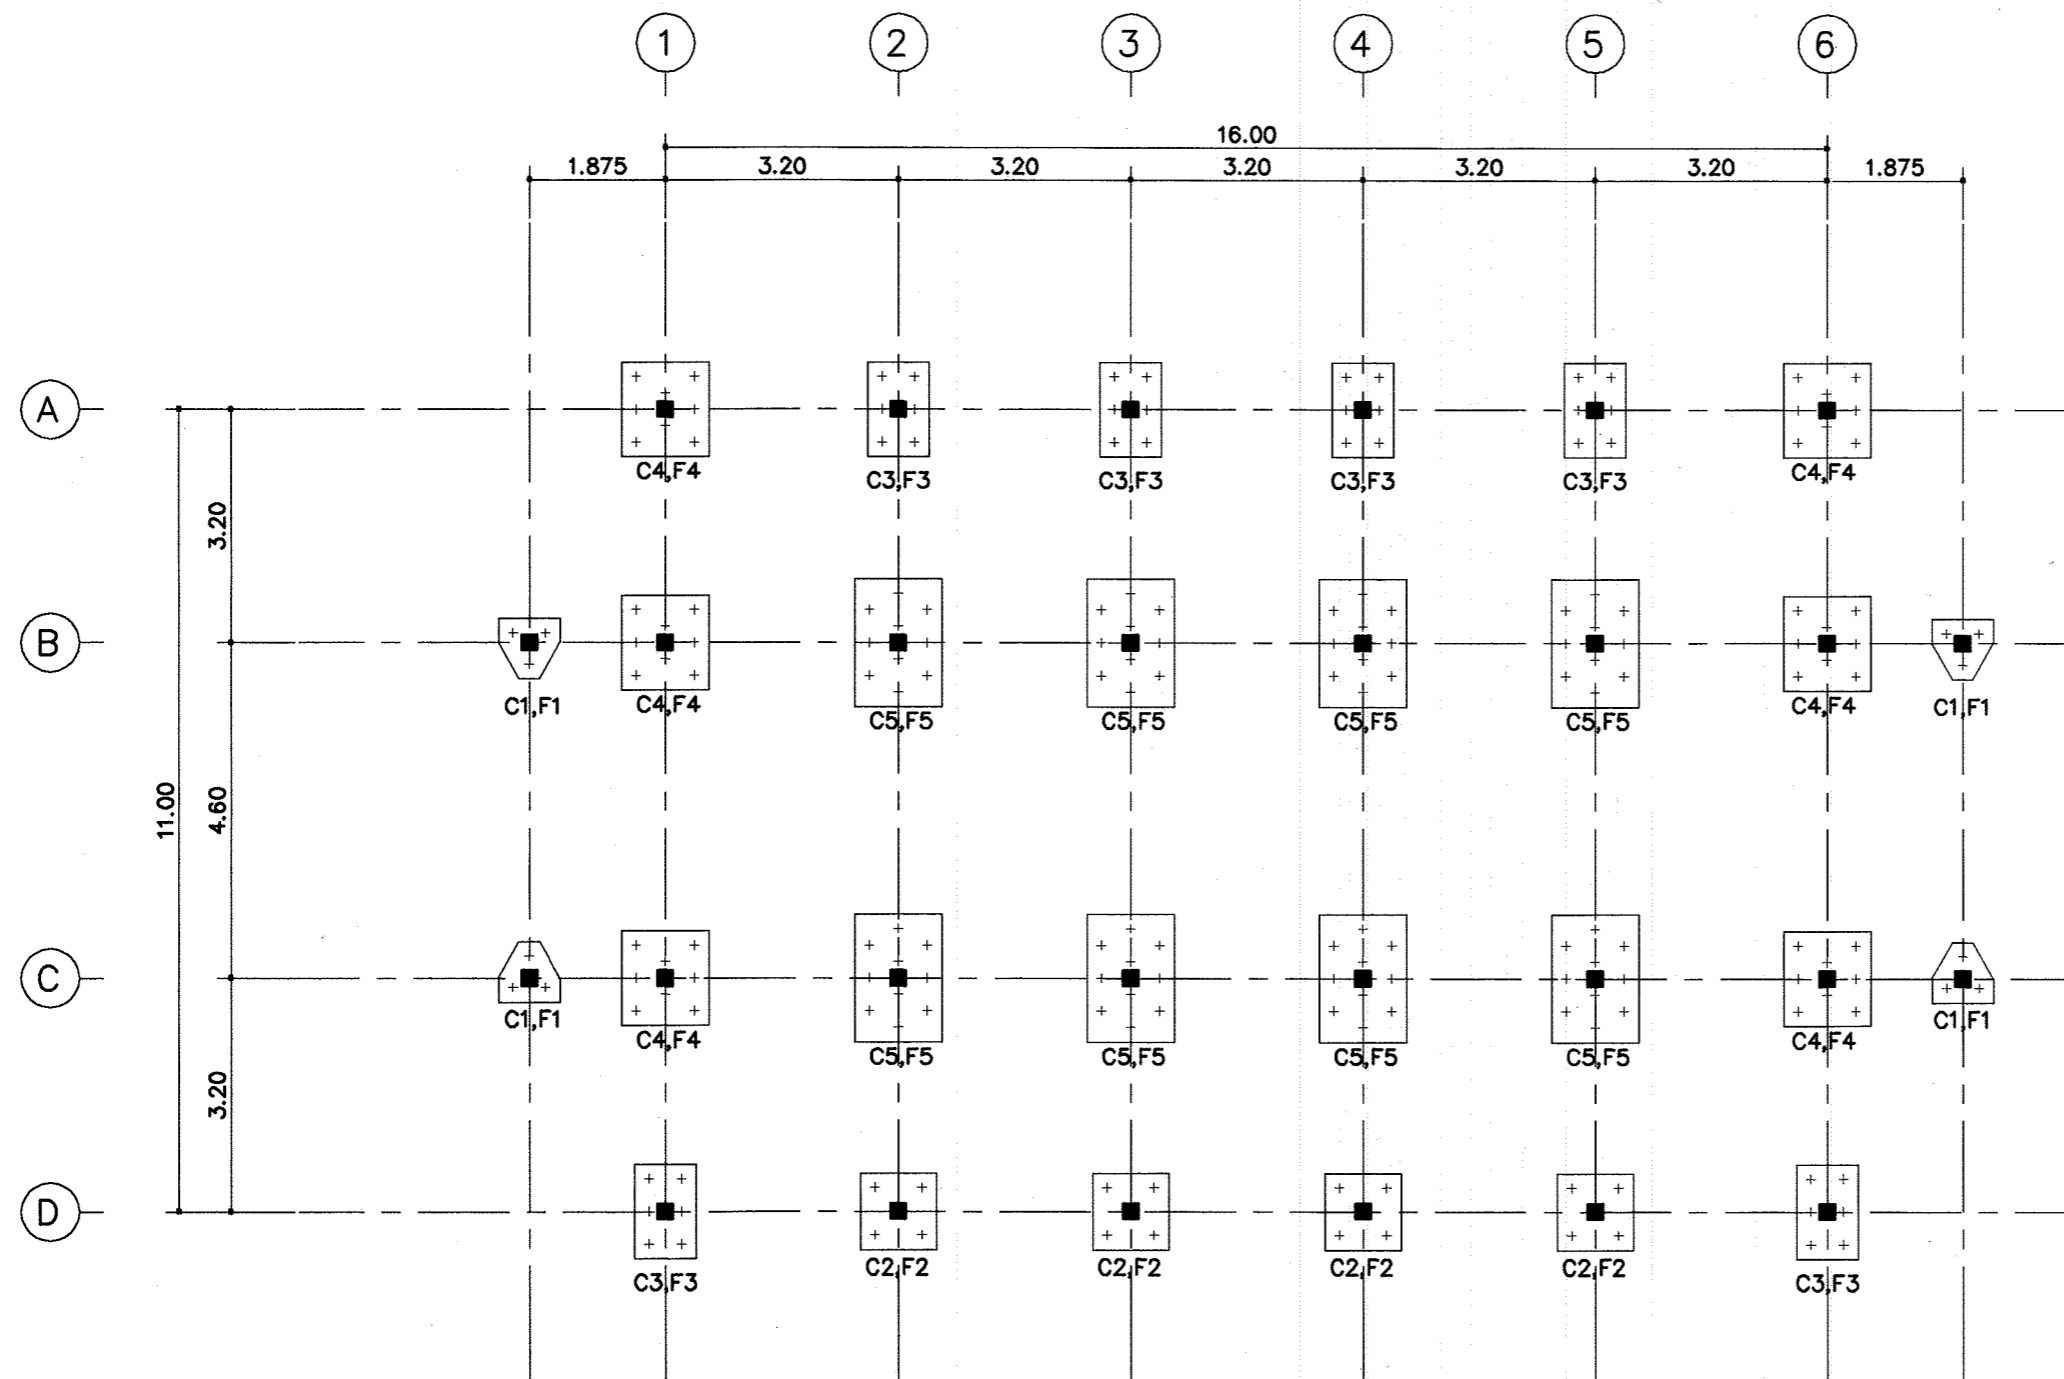 1 2 3 4 5 6
16.00
1.875 3.20 3.20 3.20 3.20 3.20 1.875
A
C4,F4 C3,F3 C3,F3 C3,F3 C3,F3 C4,F4
3.20
B
C1,F1 C4,F4 C5,F5 C5,F5 C5,F5 C5,F5 C4,F4 C1,F1
11.00 4.60
C
C1,F1 C4,F4 C5,F5 C5,F5 C5,F5 C5,F5 C4,F4 C1,F1
3.20
D
C3,F3 C2,F2 C2,F2 C2,F2 C2,F2 C3,F3